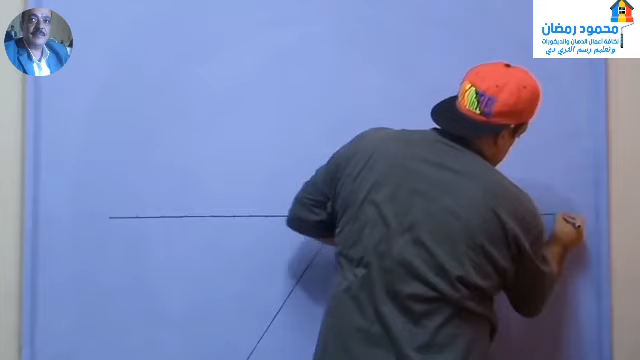 محمود رمضان
لكافة أعمال الدهان والديكورات
وتعليم رسم الثري دي